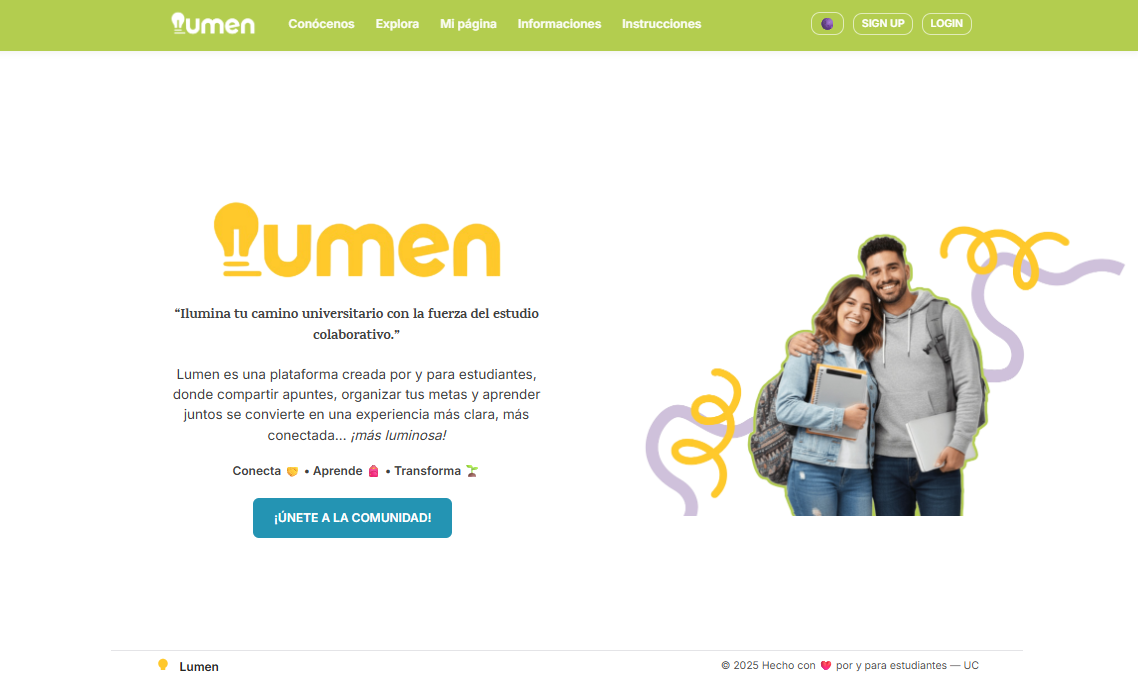 Lumen Conócenos Explora Mi página Informaciones Instrucciones SIGN UP LOGIN
Lumen
“Ilumina tu camino universitario con la fuerza del estudio
colaborativo.”
Lumen es una plataforma creada por y para estudiantes,
donde compartir apuntes, organizar tus metas y aprender
juntos se convierte en una experiencia más clara, más
conectada... ¡más luminosa!
Conecta 🤝 • Aprende 🎒 • Transforma 🌱
¡ÚNETE A LA COMUNIDAD!
Lumen © 2025 Hecho con ❤️ por y para estudiantes — UC